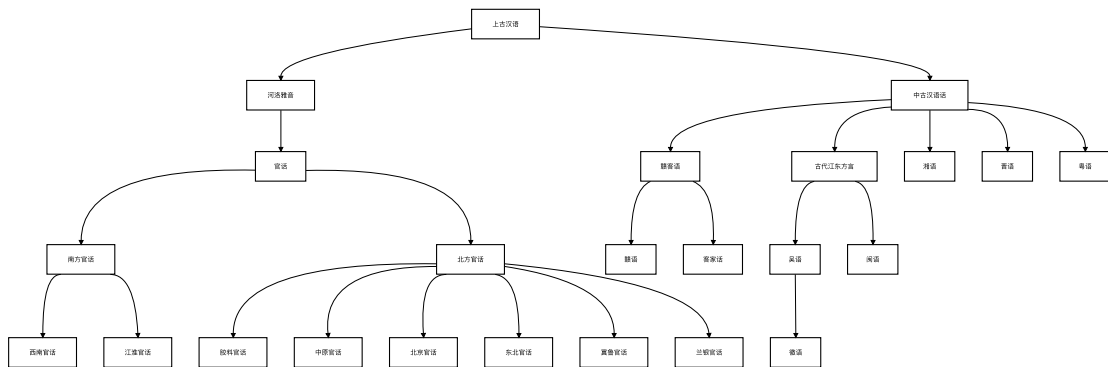 上古汉语
河洛雅音
中古汉语话
官话
赣客语
古代江东方言
湘语
晋语
粤语
南方官话
北方官话
赣语
客家话
吴语
闽语
西南官话
江淮官话
胶料官话
中原官话
北京官话
东北官话
冀鲁官话
兰银官话
徽语